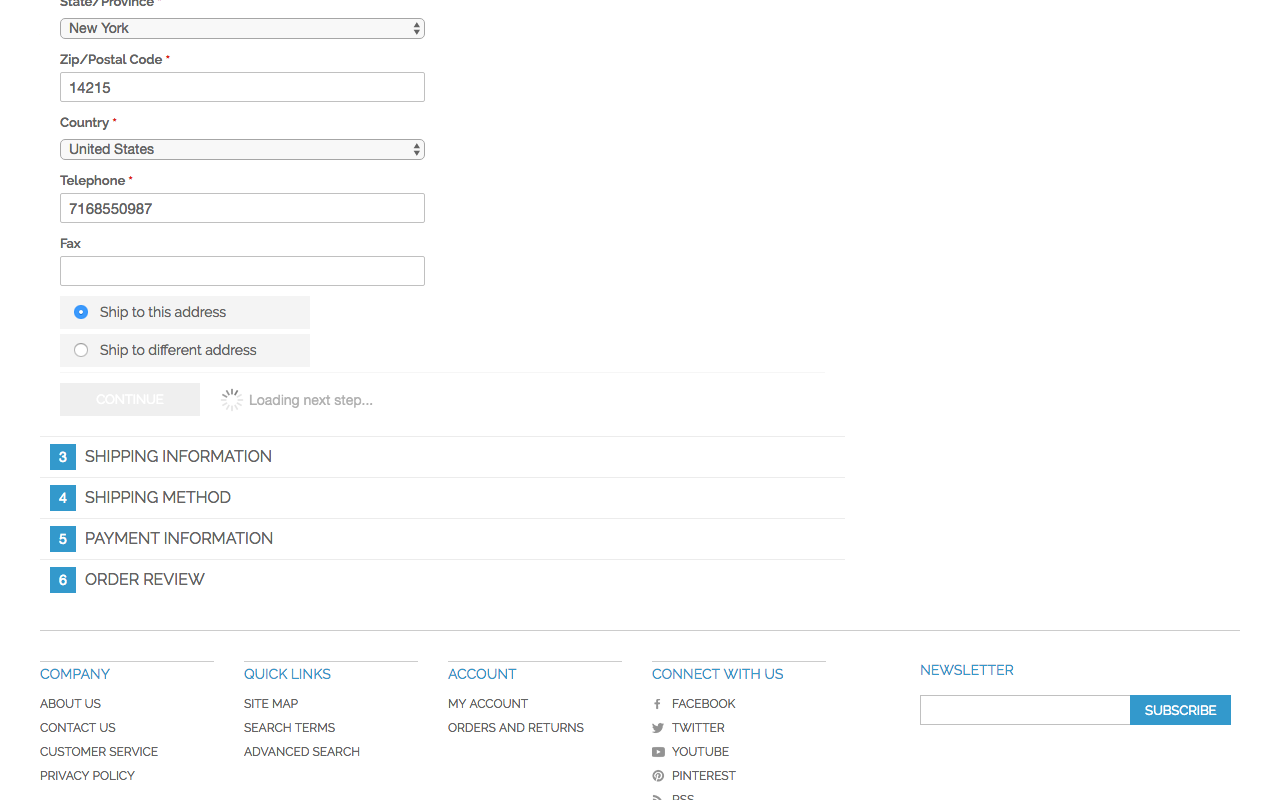 State/Province *
New York
Zip/Postal Code *
14215
Country *
United States
Telephone *
7168550987
Fax
Ship to this address
Ship to different address
CONTINUE
Loading next step...
3 SHIPPING INFORMATION
4 SHIPPING METHOD
5 PAYMENT INFORMATION
6 ORDER REVIEW
COMPANY
ABOUT US
CONTACT US
CUSTOMER SERVICE
PRIVACY POLICY
QUICK LINKS
SITE MAP
SEARCH TERMS
ADVANCED SEARCH
ACCOUNT
MY ACCOUNT
ORDERS AND RETURNS
CONNECT WITH US
FACEBOOK
TWITTER
YOUTUBE
PINTEREST
RSS
NEWSLETTER
SUBSCRIBE